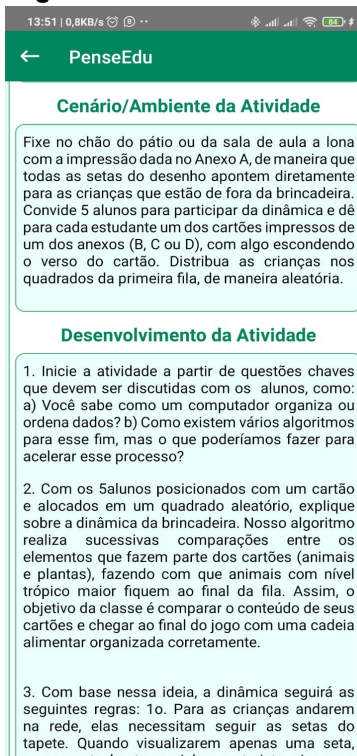 13:51 | 0,8KB/s
84
PenseEdu
Cenário/Ambiente da Atividade
Fixe no chão do pátio ou da sala de aula a lona
com a impressão dada no Anexo A, de maneira que
todas as setas do desenho apontem diretamente
para as crianças que estão de fora da brincadeira.
Convide 5 alunos para participar da dinâmica e dê
para cada estudante um dos cartões impressos de
um dos anexos (B, C ou D), com algo escondendo
o verso do cartão. Distribua as crianças nos
quadrados da primeira fila, de maneira aleatória.
Desenvolvimento da Atividade
1. Inicie a atividade a partir de questões chaves
que devem ser discutidas com os alunos, como:
a) Você sabe como um computador organiza ou
ordena dados? b) Como existem vários algoritmos
para esse fim, mas o que poderíamos fazer para
acelerar esse processo?
2. Com os 5alunos posicionados com um cartão
e alocados em um quadrado aleatório, explique
sobre a dinâmica da brincadeira. Nosso algoritmo
realiza sucessivas comparações entre os
elementos que fazem parte dos cartões (animais
e plantas), fazendo com que animais com nível
trópico maior fiquem ao final da fila. Assim, o
objetivo da classe é comparar o conteúdo de seus
cartões e chegar ao final do jogo com uma cadeia
alimentar organizada corretamente.
3. Com base nessa ideia, a dinâmica seguirá as
seguintes regras: 1o. Para as crianças andarem
na rede, elas necessitam seguir as setas do
tapete. Quando visualizarem apenas uma seta,